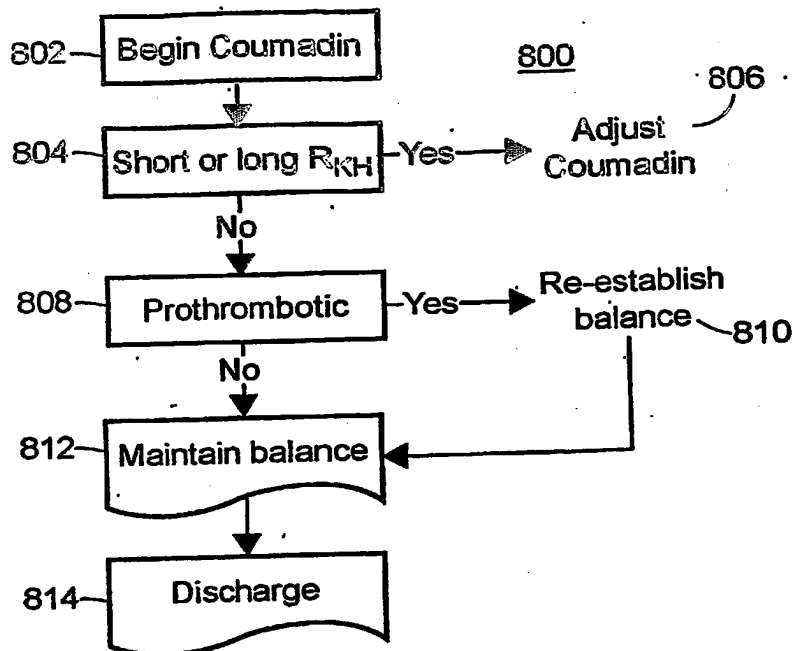 802 Begin Coumadin
800
806
804 Short or long RKH Yes Adjust Coumadin
No
808 Prothrombotic Yes Re-establish balance 810
No
812 Maintain balance
814 Discharge